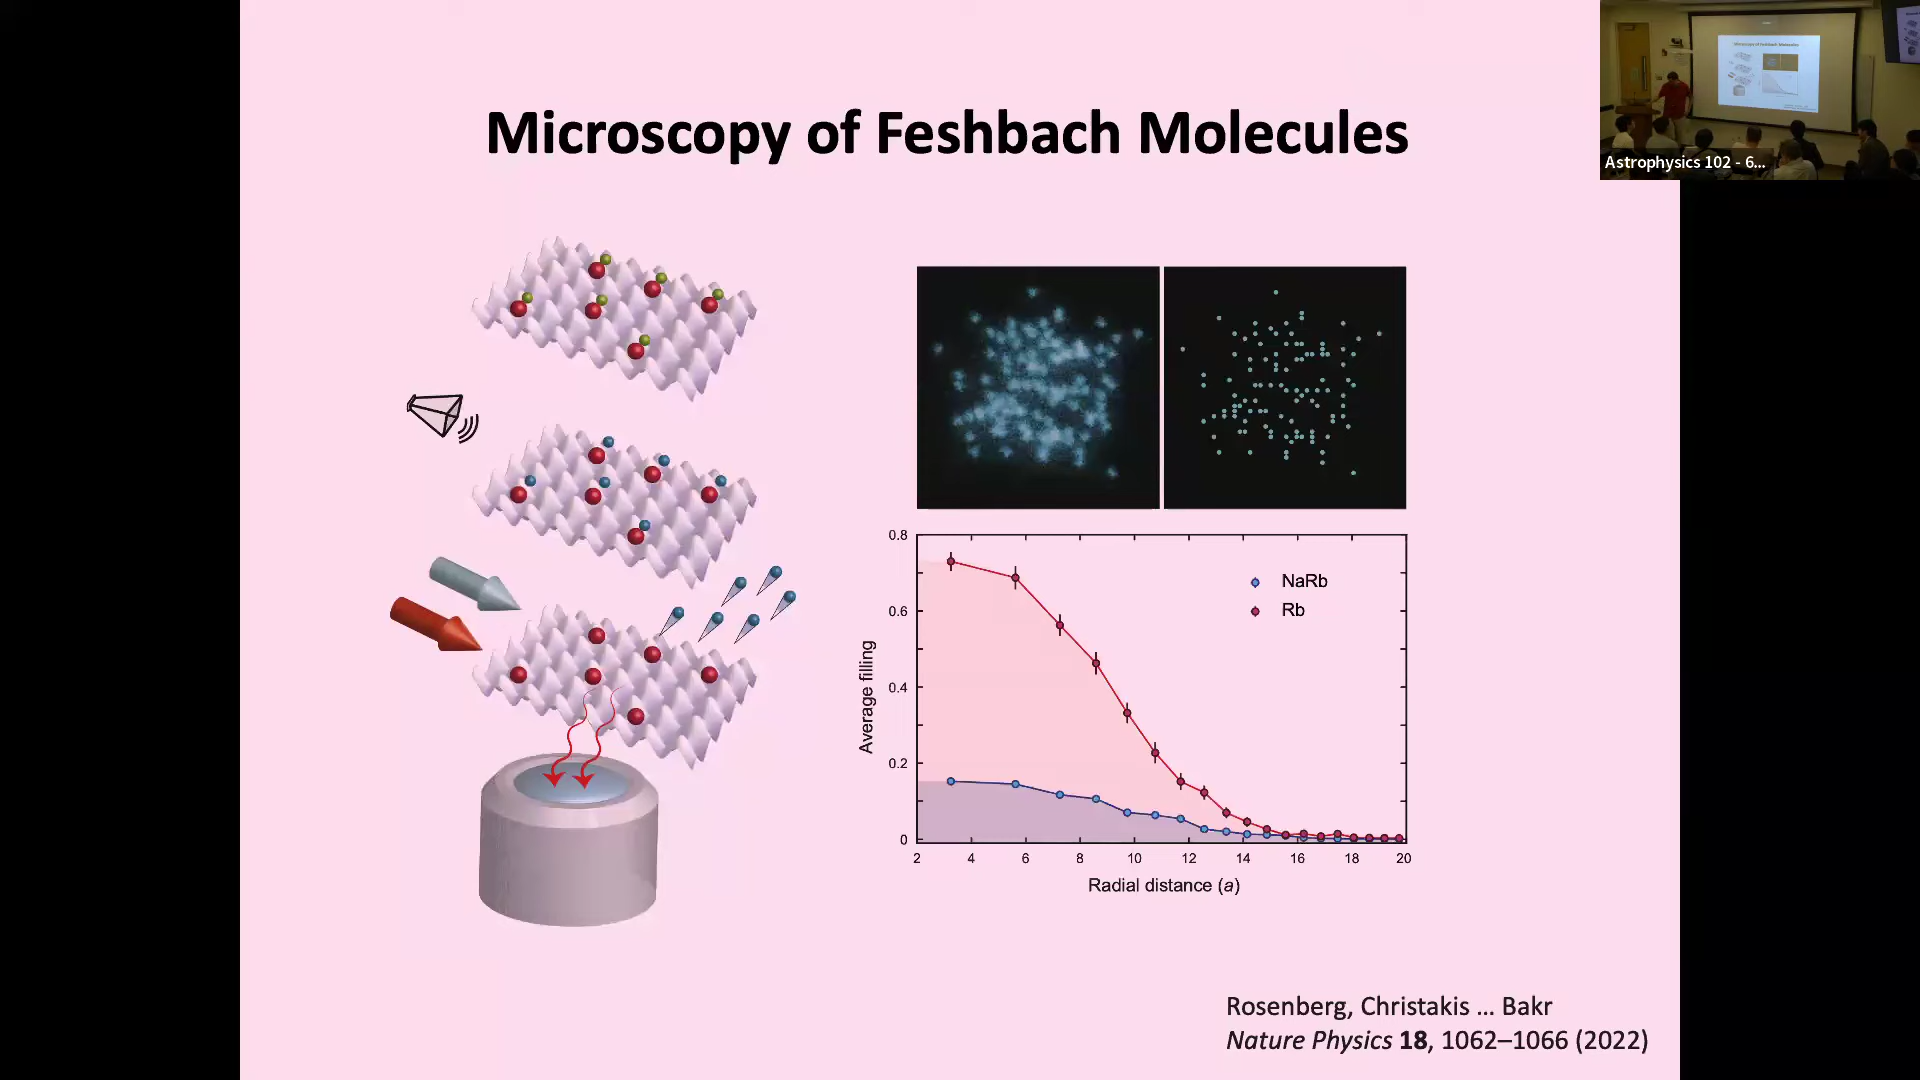 Microscopy of Feshbach Molecules
Astrophysics 102 - 6...
0.8
0.6
0.4
0.2
0
Average filling
NaRb
Rb
2 4 6 8 10 12 14 16 18 20
Radial distance (a)
Rosenberg, Christakis ... Bakr
Nature Physics 18, 1062–1066 (2022)